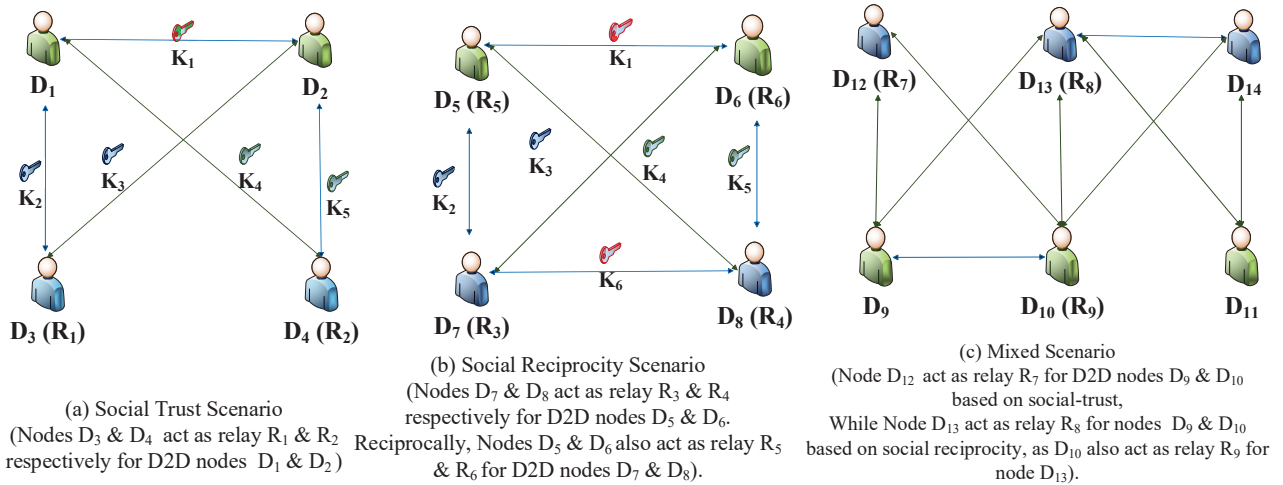 K₁
D₁
D₂
K₂
K₃
K₄
K₅
D₃ (R₁)
D₄ (R₂)
(a) Social Trust Scenario
(Nodes D₃ & D₄ act as relay R₁ & R₂
respectively for D2D nodes D₁ & D₂)
K₁
D₅ (R₅)
D₆ (R₆)
K₃
K₄
K₅
K₂
K₆
D₇ (R₃)
D₈ (R₄)
(b) Social Reciprocity Scenario
(Nodes D₇ & D₈ act as relay R₃ & R₄
respectively for D2D nodes D₅ & D₆.
Reciprocally, Nodes D₅ & D₆ also act as relay R₅
& R₆ for D2D nodes D₇ & D₈).
D₁₂ (R₇)
D₁₃ (R₈)
D₁₄
D₉
D₁₀ (R₉)
D₁₁
(c) Mixed Scenario
(Node D₁₂ act as relay R₇ for D2D nodes D₉ & D₁₀
based on social-trust,
While Node D₁₃ act as relay R₈ for nodes D₉ & D₁₀
based on social reciprocity, as D₁₀ also act as relay R₉ for
node D₁₃).